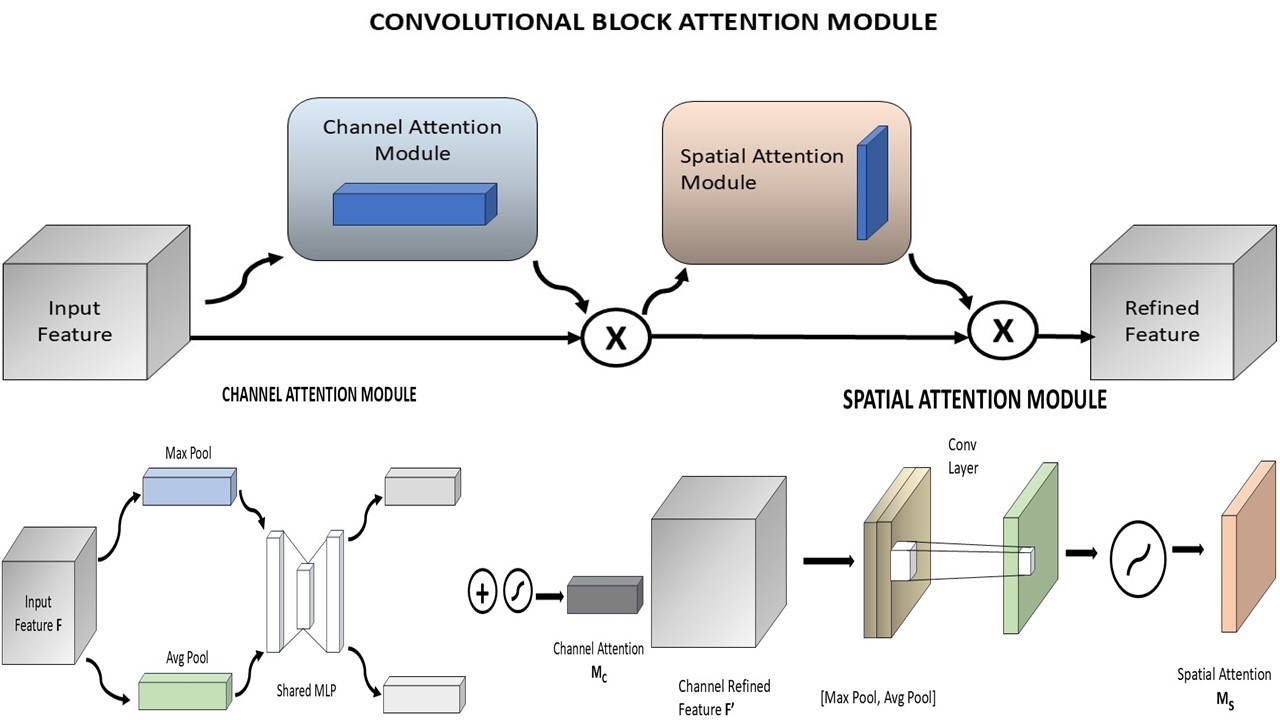 CONVOLUTIONAL BLOCK ATTENTION MODULE
Channel Attention
Module
Spatial Attention
Module
Input
Feature
X
X
Refined
Feature
CHANNEL ATTENTION MODULE
SPATIAL ATTENTION MODULE
Max Pool
Input
Feature F
Avg Pool
Shared MLP
+
Channel Attention
Mc
Channel Refined
Feature F'
Conv
Layer
[Max Pool, Avg Pool]
Spatial Attention
Ms